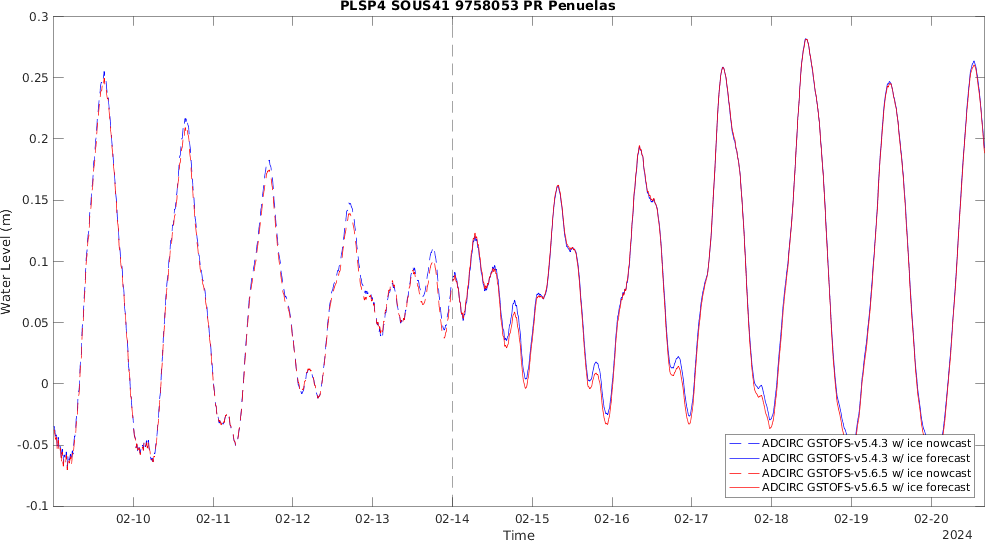 PLSP4 SOUS41 9758053 PR Penuelas
0.3
0.25
0.2
0.15
0.1
0.05
0
-0.05
-0.1
Water Level (m)
02-10 02-11 02-12 02-13 02-14 02-15 02-16 02-17 02-18 02-19 02-20
Time
2024
ADCIRC GSTOFS-v5.4.3 w/ ice nowcast
ADCIRC GSTOFS-v5.4.3 w/ ice forecast
ADCIRC GSTOFS-v5.6.5 w/ ice nowcast
ADCIRC GSTOFS-v5.6.5 w/ ice forecast